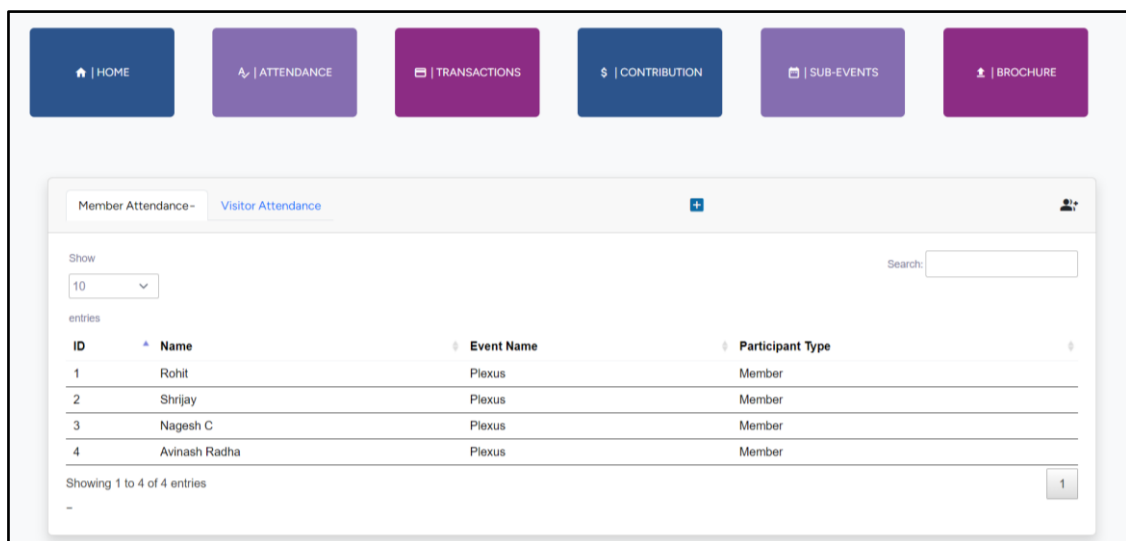 | HOME
| ATTENDANCE
| TRANSACTIONS
$ | CONTRIBUTION
| SUB-EVENTS
| BROCHURE
Member Attendance- Visitor Attendance
Show
Search:
10
entries
ID Name Event Name Participant Type
1 Rohit Plexus Member
2 Shrijay Plexus Member
3 Nagesh C Plexus Member
4 Avinash Radha Plexus Member
Showing 1 to 4 of 4 entries
1
-